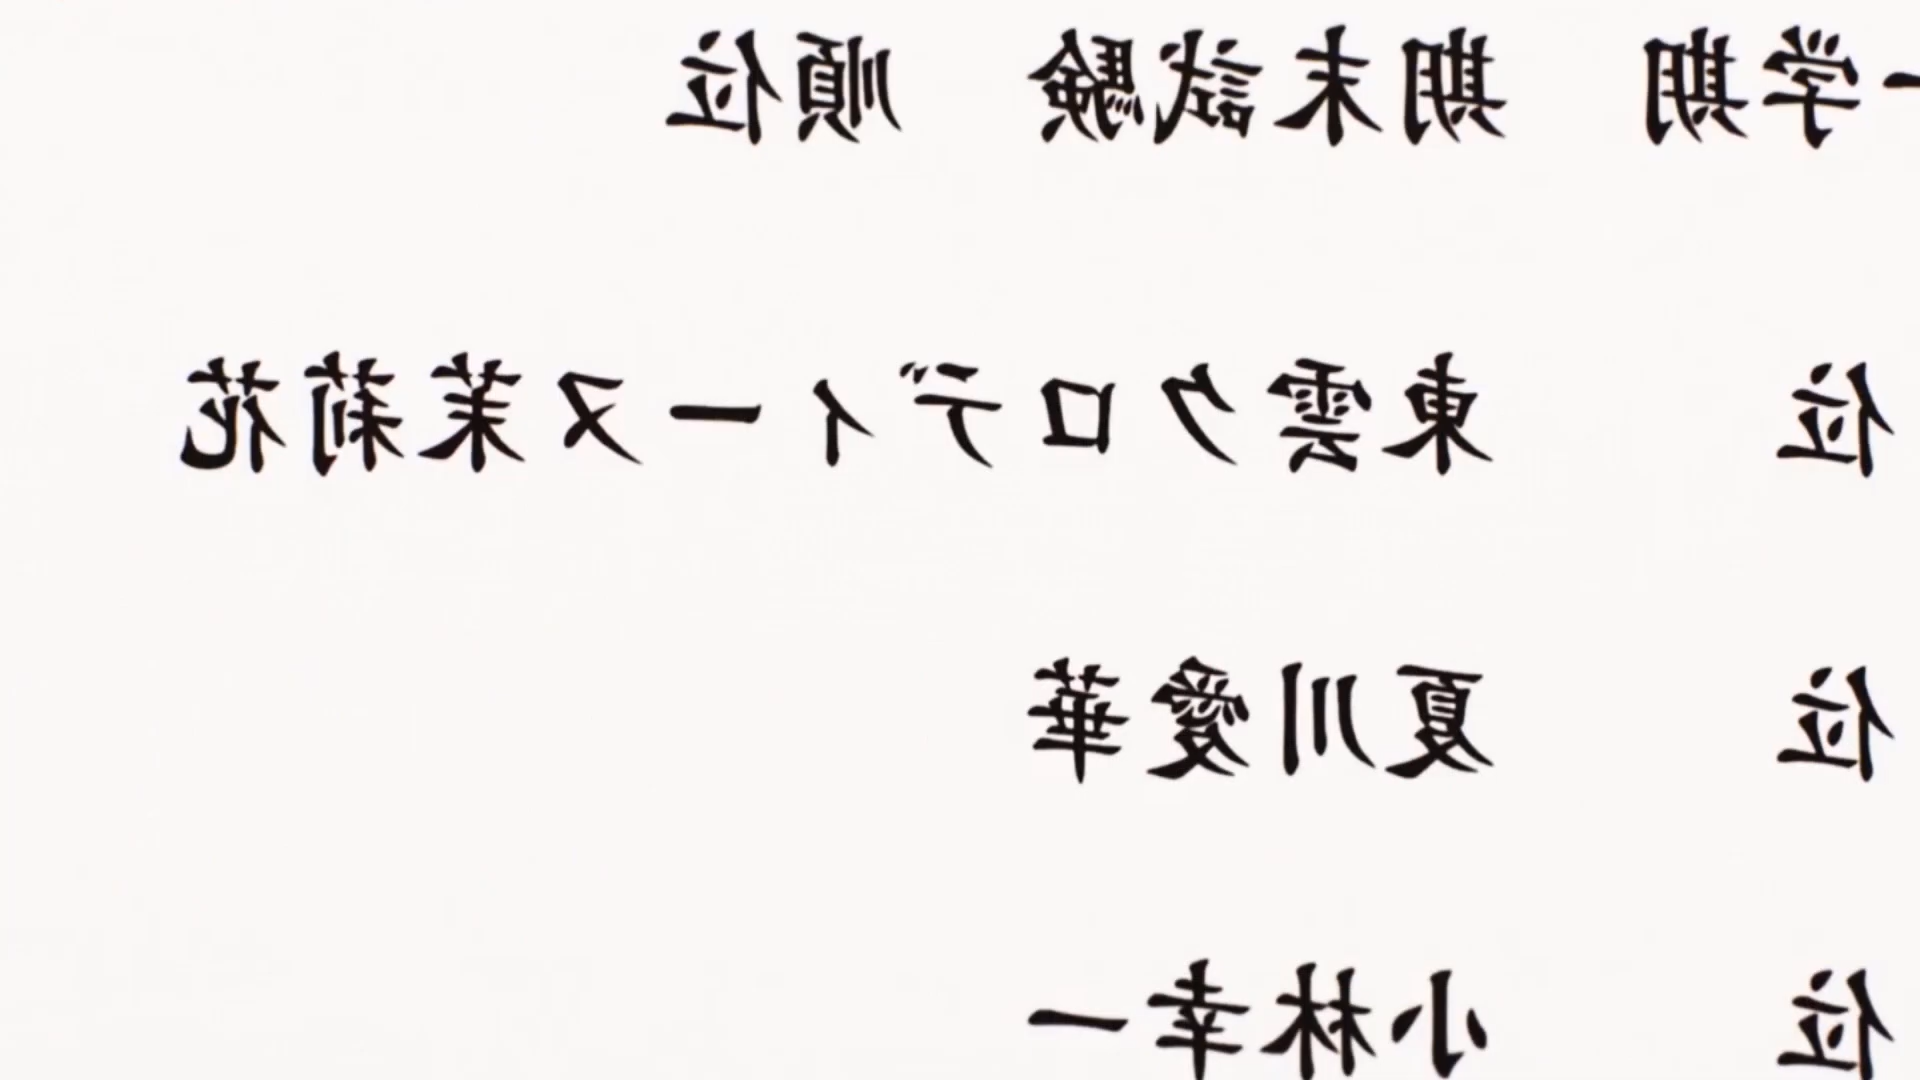 一学期 期末試験 順位
位 東雲クロディーヌ茉莉花
位 夏川愛華
位 小林幸一